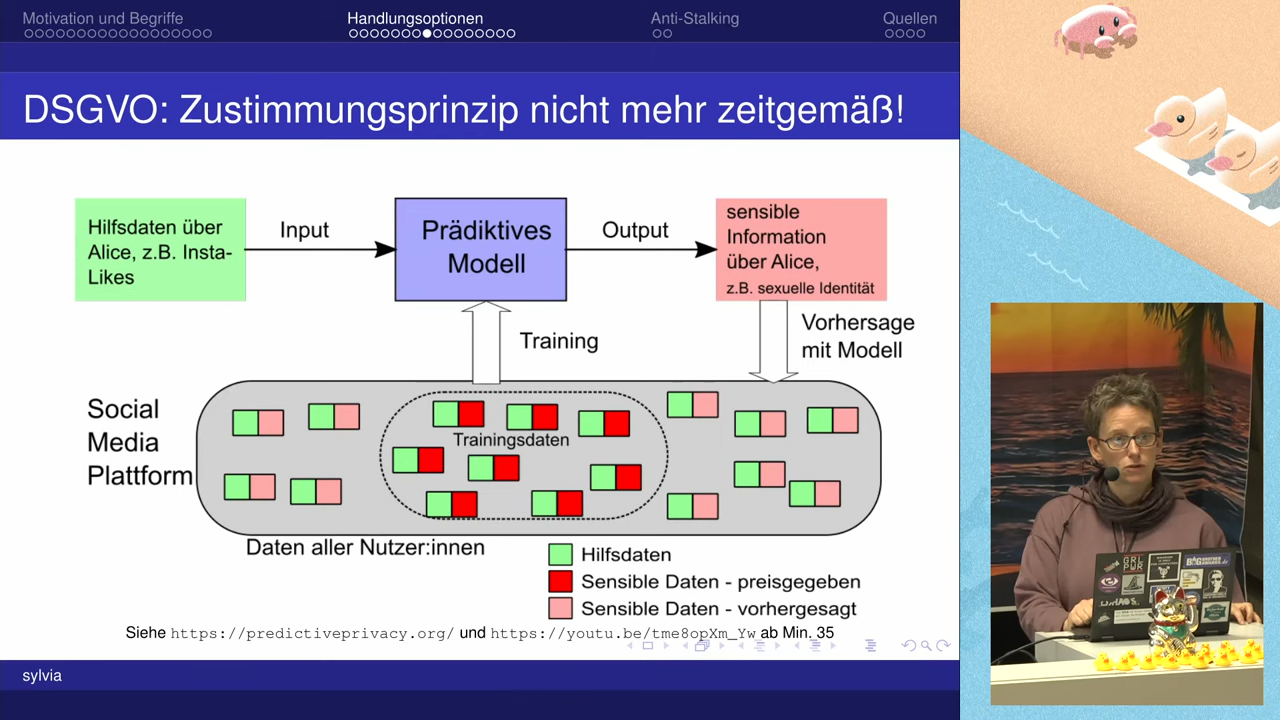 Motivation und Begriffe
Handlungsoptionen
Anti-Stalking
Quellen
DSGVO: Zustimmungsprinzip nicht mehr zeitgemäß!
Hilfsdaten über
Alice, z.B. Insta-
Likes
Input
Prädiktives
Modell
Output
sensible
Information
über Alice,
z.B. sexuelle Identität
Training
Vorhersage
mit Modell
Social
Media
Plattform
Trainingsdaten
Daten aller Nutzer:innen
Hilfsdaten
Sensible Daten - preisgegeben
Sensible Daten - vorhergesagt
Siehe https://predictiveprivacy.org/ und https://youtu.be/tme8opXm_Yw ab Min. 35
sylvia